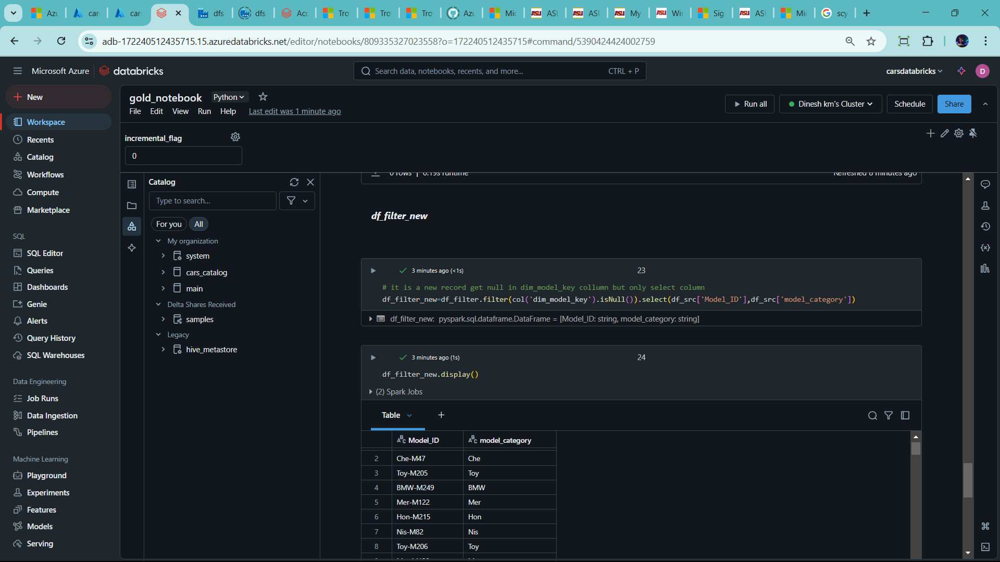 Azu
car
car
dfs
dfs
Acc
Tro
Tro
Tro
Azu
Mic
ASU
ASU
My
Win
Sig
ASU
Mic
scy
adb-172240512435715.15.azuredatabricks.net/editor/notebooks/809335327023558?o=172240512435715#command/5390424424002759
Microsoft Azure
databricks
Search data, notebooks, recents, and more...
CTRL + P
carsdatabricks
D
New
Workspace
Recents
Catalog
Workflows
Compute
Marketplace
SQL
SQL Editor
Queries
Dashboards
Genie
Alerts
Query History
SQL Warehouses
Data Engineering
Job Runs
Data Ingestion
Pipelines
Machine Learning
Playground
Experiments
Features
Models
Serving
gold_notebook
Python
File Edit View Run Help Last edit was 1 minute ago
Run all
Dinesh km's Cluster
Schedule
Share
incremental_flag
0
Catalog
Type to search...
For you
All
My organization
system
cars_catalog
main
Delta Shares Received
samples
Legacy
hive_metastore
0 rows | 0.19s runtime
Refreshed 8 minutes ago
df_filter_new
3 minutes ago (<1s)
23
# it is a new record get null in dim_model_key collumn but only select column
df_filter_new=df_filter.filter(col('dim_model_key').isNull()).select(df_src['Model_ID'],df_src['model_category'])
df_filter_new: pyspark.sql.dataframe.DataFrame = [Model_ID: string, model_category: string]
3 minutes ago (1s)
24
df_filter_new.display()
(2) Spark Jobs
Table
Model_ID model_category
2 Che-M47 Che
3 Toy-M205 Toy
4 BMW-M249 BMW
5 Mer-M122 Mer
6 Hon-M215 Hon
7 Nis-M82 Nis
8 Toy-M206 Toy